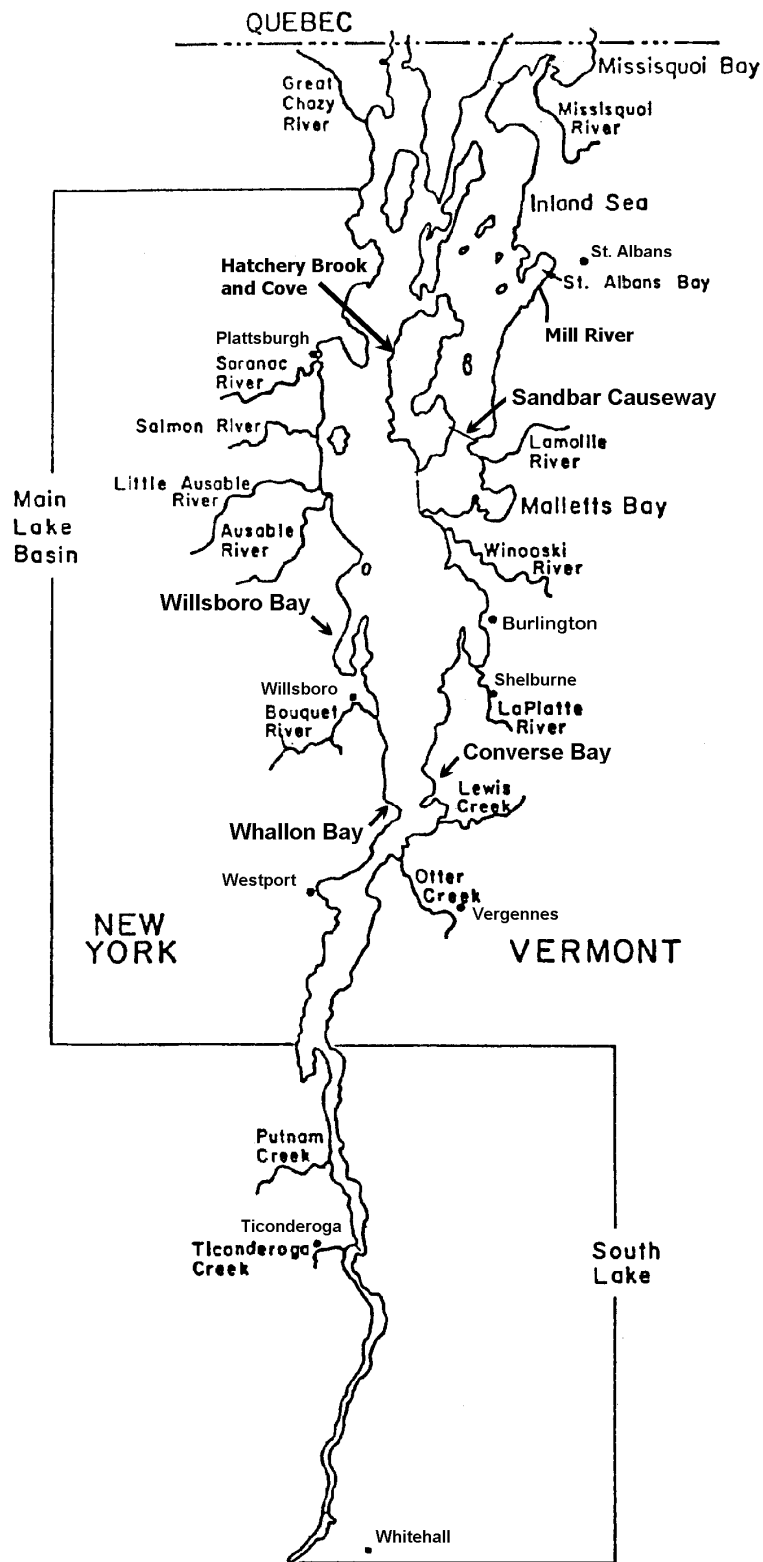 QUEBEC
Missisquoi Bay
Great
Chazy
River
Missisquoi
River
Inland Sea
St. Albans
St. Albans Bay
Hatchery Brook
and Cove
Mill River
Plattsburgh
Saranac
River
Sandbar Causeway
Salmon River
Lamoille
River
Little Ausable
River
Malletts Bay
Main
Lake
Basin
Ausable
River
Winooski
River
Willsboro Bay
Burlington
Shelburne
LaPlatte
River
Willsboro
Bouquet
River
Converse Bay
Lewis
Creek
Whallon Bay
Westport
Otter
Creek
Vergennes
NEW
YORK
VERMONT
Putnam
Creek
Ticonderoga
Ticonderoga
Creek
South
Lake
Whitehall